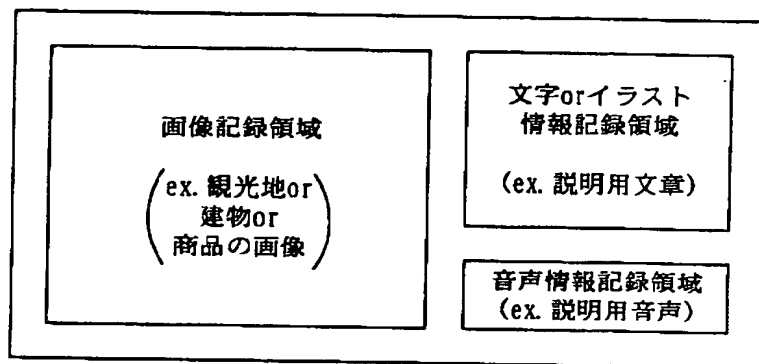 画像記録領域
(ex. 観光地or
建物or
商品の画像)
文字orイラスト
情報記録領域
(ex. 説明用文章)
音声情報記録領域
(ex. 説明用音声)